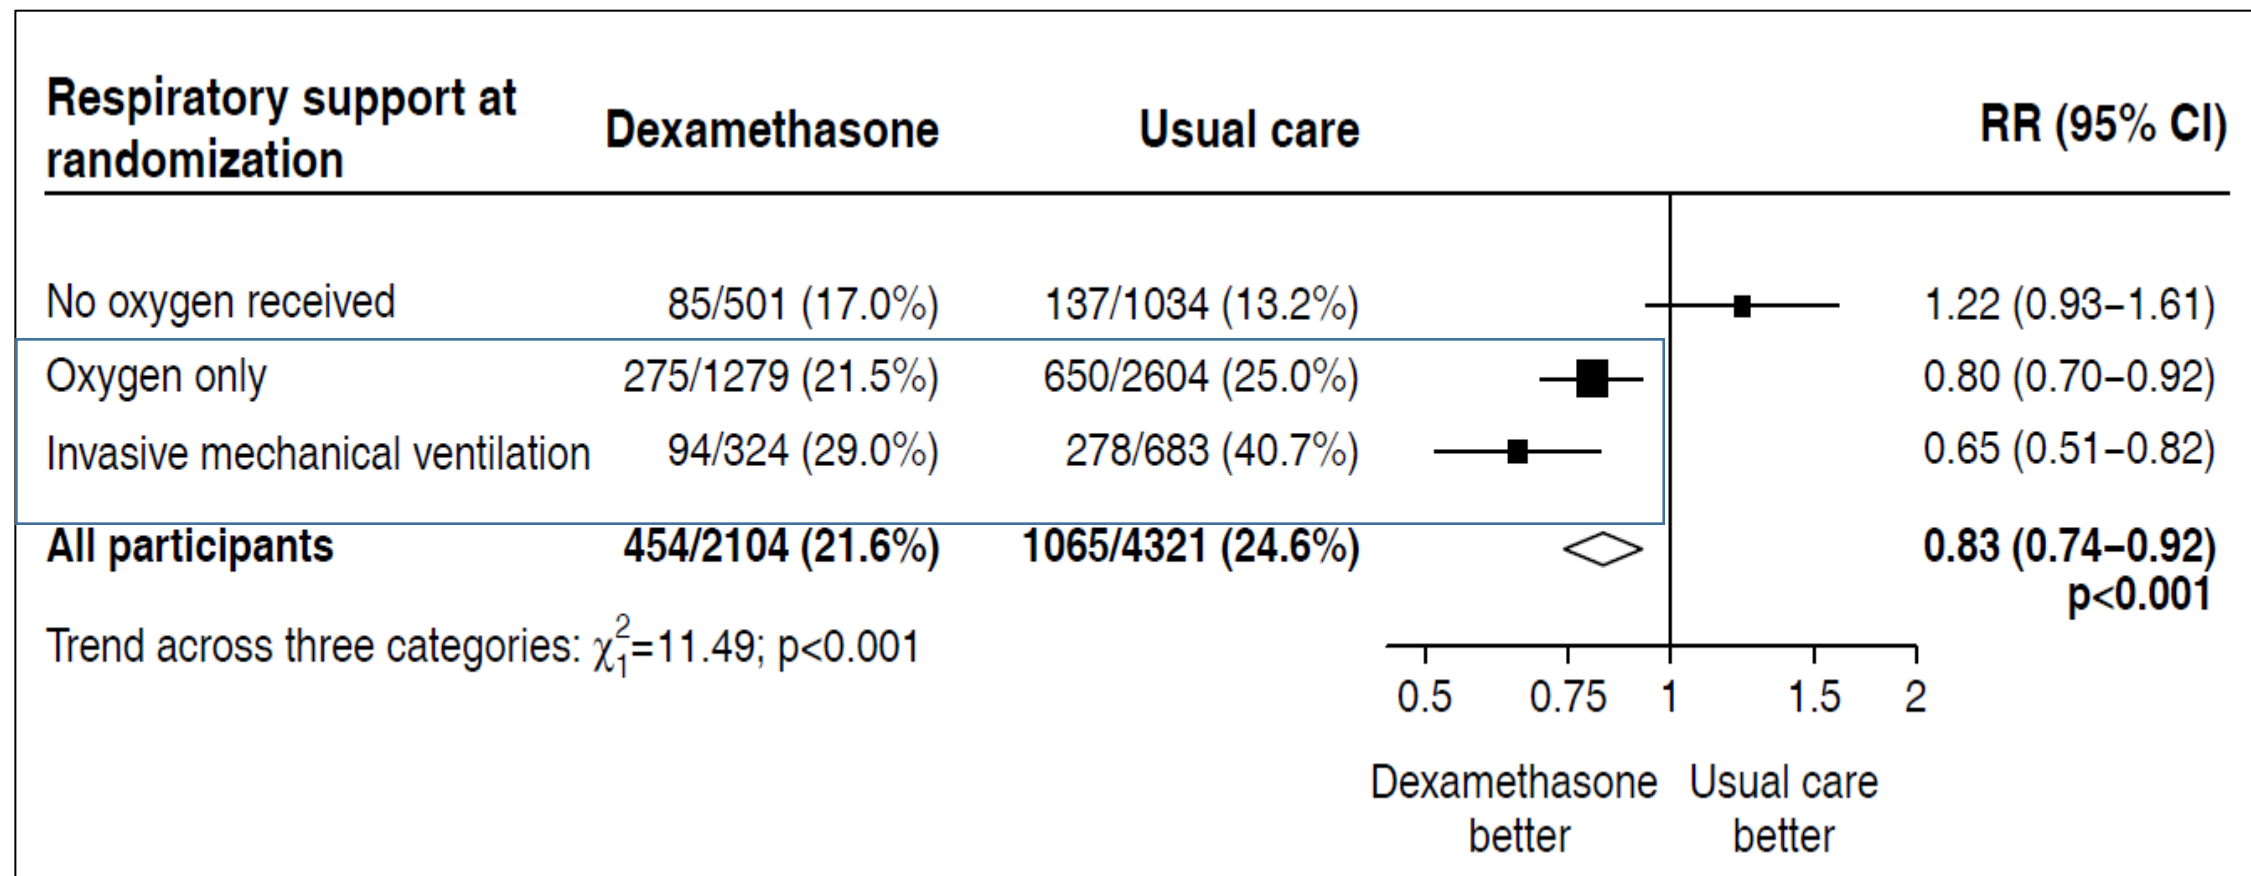 Respiratory support at randomization Dexamethasone Usual care RR (95% CI)
No oxygen received 85/501 (17.0%) 137/1034 (13.2%) 1.22 (0.93–1.61)
Oxygen only 275/1279 (21.5%) 650/2604 (25.0%) 0.80 (0.70–0.92)
Invasive mechanical ventilation 94/324 (29.0%) 278/683 (40.7%) 0.65 (0.51–0.82)
All participants 454/2104 (21.6%) 1065/4321 (24.6%) 0.83 (0.74–0.92)
p<0.001
Trend across three categories: χ²₁=11.49; p<0.001
0.5 0.75 1 1.5 2
Dexamethasone better Usual care better